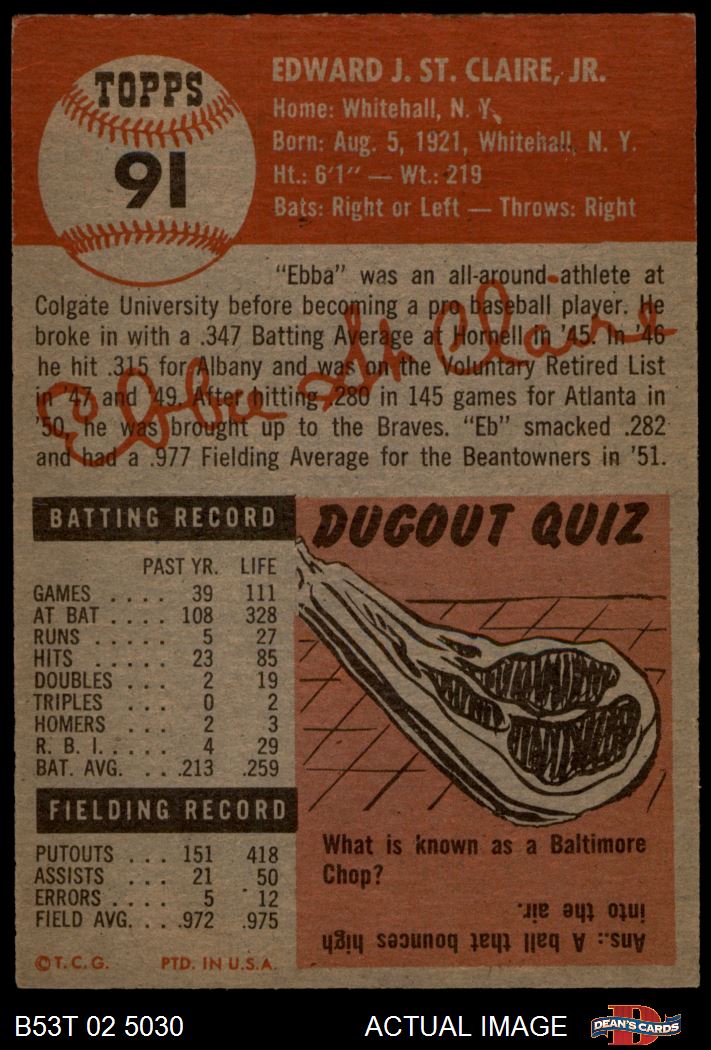 TOPPS
91
EDWARD J. ST. CLAIRE, JR.
Home: Whitehall, N. Y.
Born: Aug. 5, 1921, Whitehall, N. Y.
Ht.: 6'1" — Wt.: 219
Bats: Right or Left — Throws: Right
"Ebba" was an all-around athlete at
Colgate University before becoming a pro baseball player. He
broke in with a .347 Batting Average at Hornell in '45. In '46
he hit .315 for Albany and was on the Voluntary Retired List
in '47 and '49. After hitting .280 in 145 games for Atlanta in
'50, he was brought up to the Braves. "Eb" smacked .282
and had a .977 Fielding Average for the Beantowners in '51.
Ebba St. Claire
BATTING RECORD
PAST YR. LIFE
GAMES .... 39 111
AT BAT .... 108 328
RUNS ..... 5 27
HITS ..... 23 85
DOUBLES ... 2 19
TRIPLES ... 0 2
HOMERS ... 2 3
R. B. I. .... 4 29
BAT. AVG. . . .213 .259
FIELDING RECORD
PUTOUTS ... 151 418
ASSISTS ... 21 50
ERRORS .... 5 12
FIELD AVG. . . .972 .975
© T. C. G. PTD. IN U.S.A.
DUGOUT QUIZ
What is known as a Baltimore
Chop?
Ans.: A ball that bounces high
into the air.
B53T 02 5030
ACTUAL IMAGE
D
DEAN'S CARDS